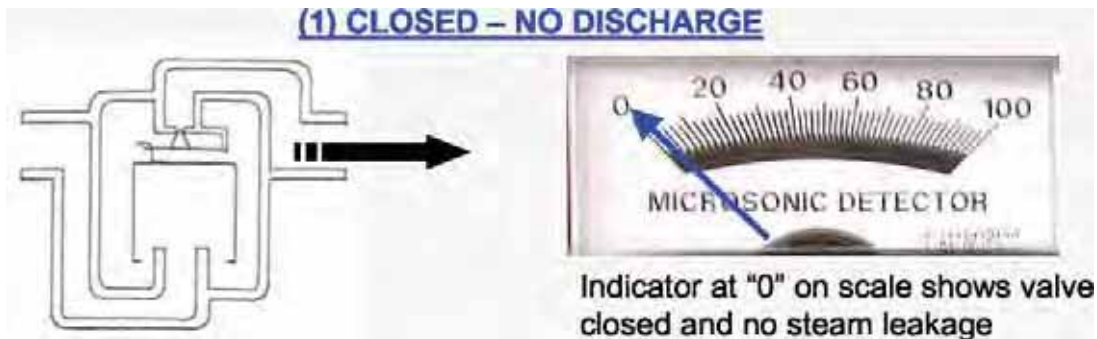 (1) CLOSED – NO DISCHARGE
0 20 40 60 80 100
MICROSONIC DETECTOR
Indicator at “0” on scale shows valve
closed and no steam leakage